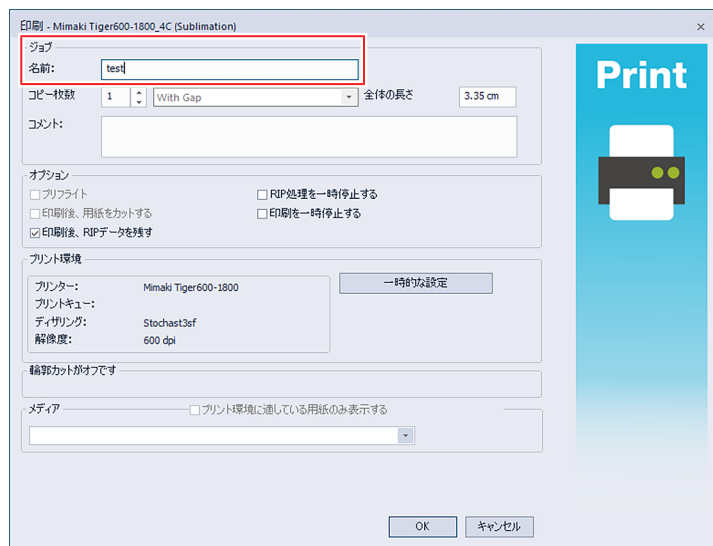 印刷 - Mimaki Tiger600-1800_4C (Sublimation)
ジョブ
名前: test
コピー枚数 1 With Gap 全体の長さ 3.35 cm
コメント:
オプション
プリフライト RIP処理を一時停止する
印刷後、用紙をカットする 印刷を一時停止する
印刷後、RIPデータを残す
プリント環境
プリンター: Mimaki Tiger600-1800 一時的な設定
プリントキュー:
ディザリング: Stochast3sf
解像度: 600 dpi
輪郭カットがオフです
メディア プリント環境に適している用紙のみ表示する
OK キャンセル
Print